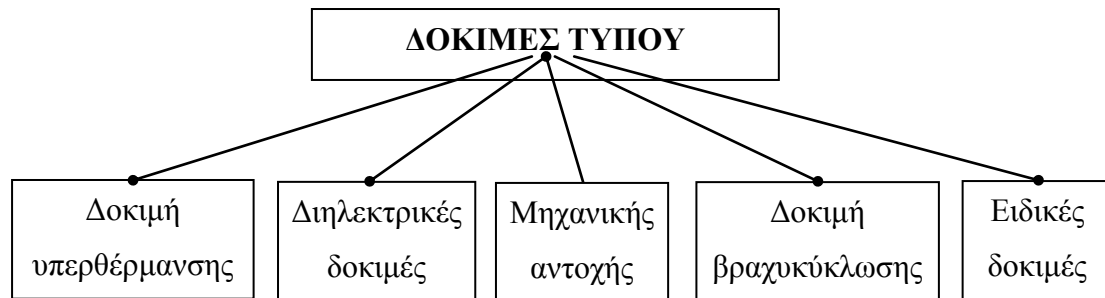 ΔΟΚΙΜΕΣ ΤΥΠΟΥ
Δοκιμή
υπερθέρμανσης
Διηλεκτρικές
δοκιμές
Μηχανικής
αντοχής
Δοκιμή
βραχυκύκλωσης
Ειδικές
δοκιμές